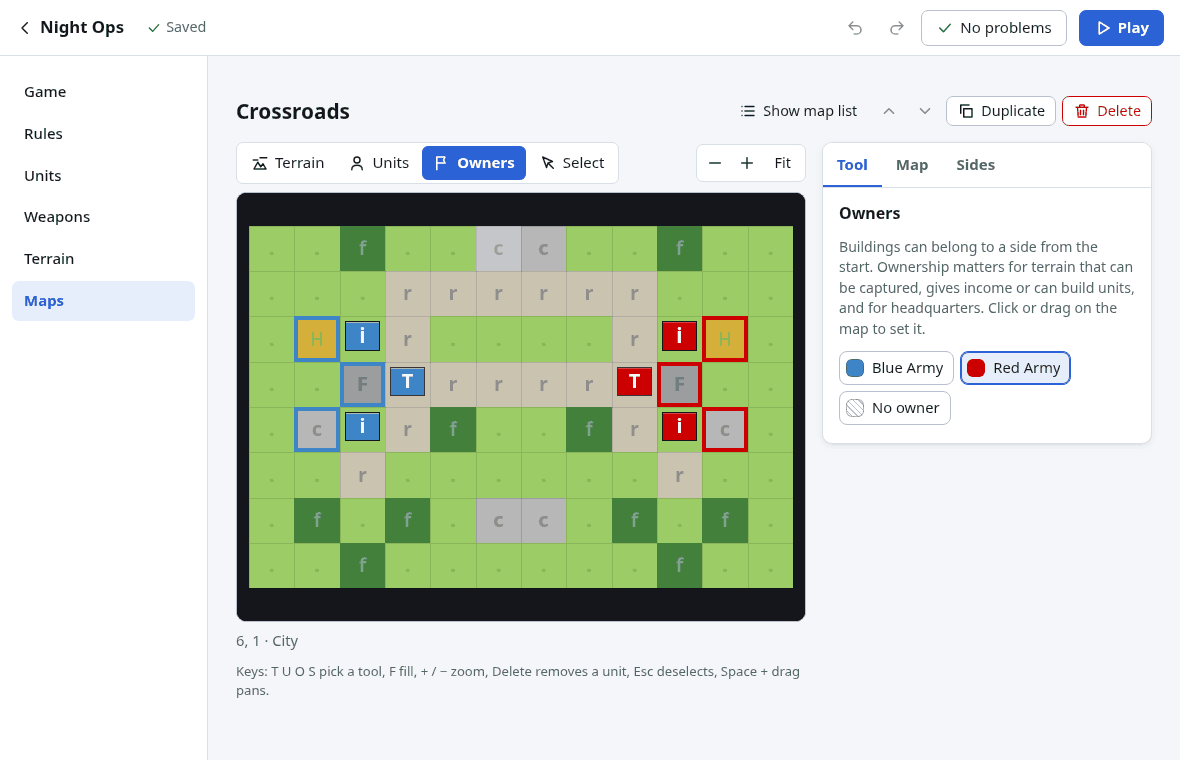 Night Ops
Saved
No problems
Play
Game
Rules
Units
Weapons
Terrain
Maps
Crossroads
Show map list
Duplicate
Delete
Terrain
Units
Owners
Select
Fit
. . f . . c c . . f . .
. . . r r r r r r . . .
. H i r . . . . r i H .
. . F T r r r r T F . .
. c i r f . . f r i c .
. . r . . . . . . r . .
. f . f . c c . f . f .
. . f . . . . . . f . .
6, 1 · City
Keys: T U O S pick a tool, F fill, + / − zoom, Delete removes a unit, Esc deselects, Space + drag
pans.
Tool
Map
Sides
Owners
Buildings can belong to a side from the
start. Ownership matters for terrain that can
be captured, gives income or can build units,
and for headquarters. Click or drag on the
map to set it.
Blue Army
Red Army
No owner